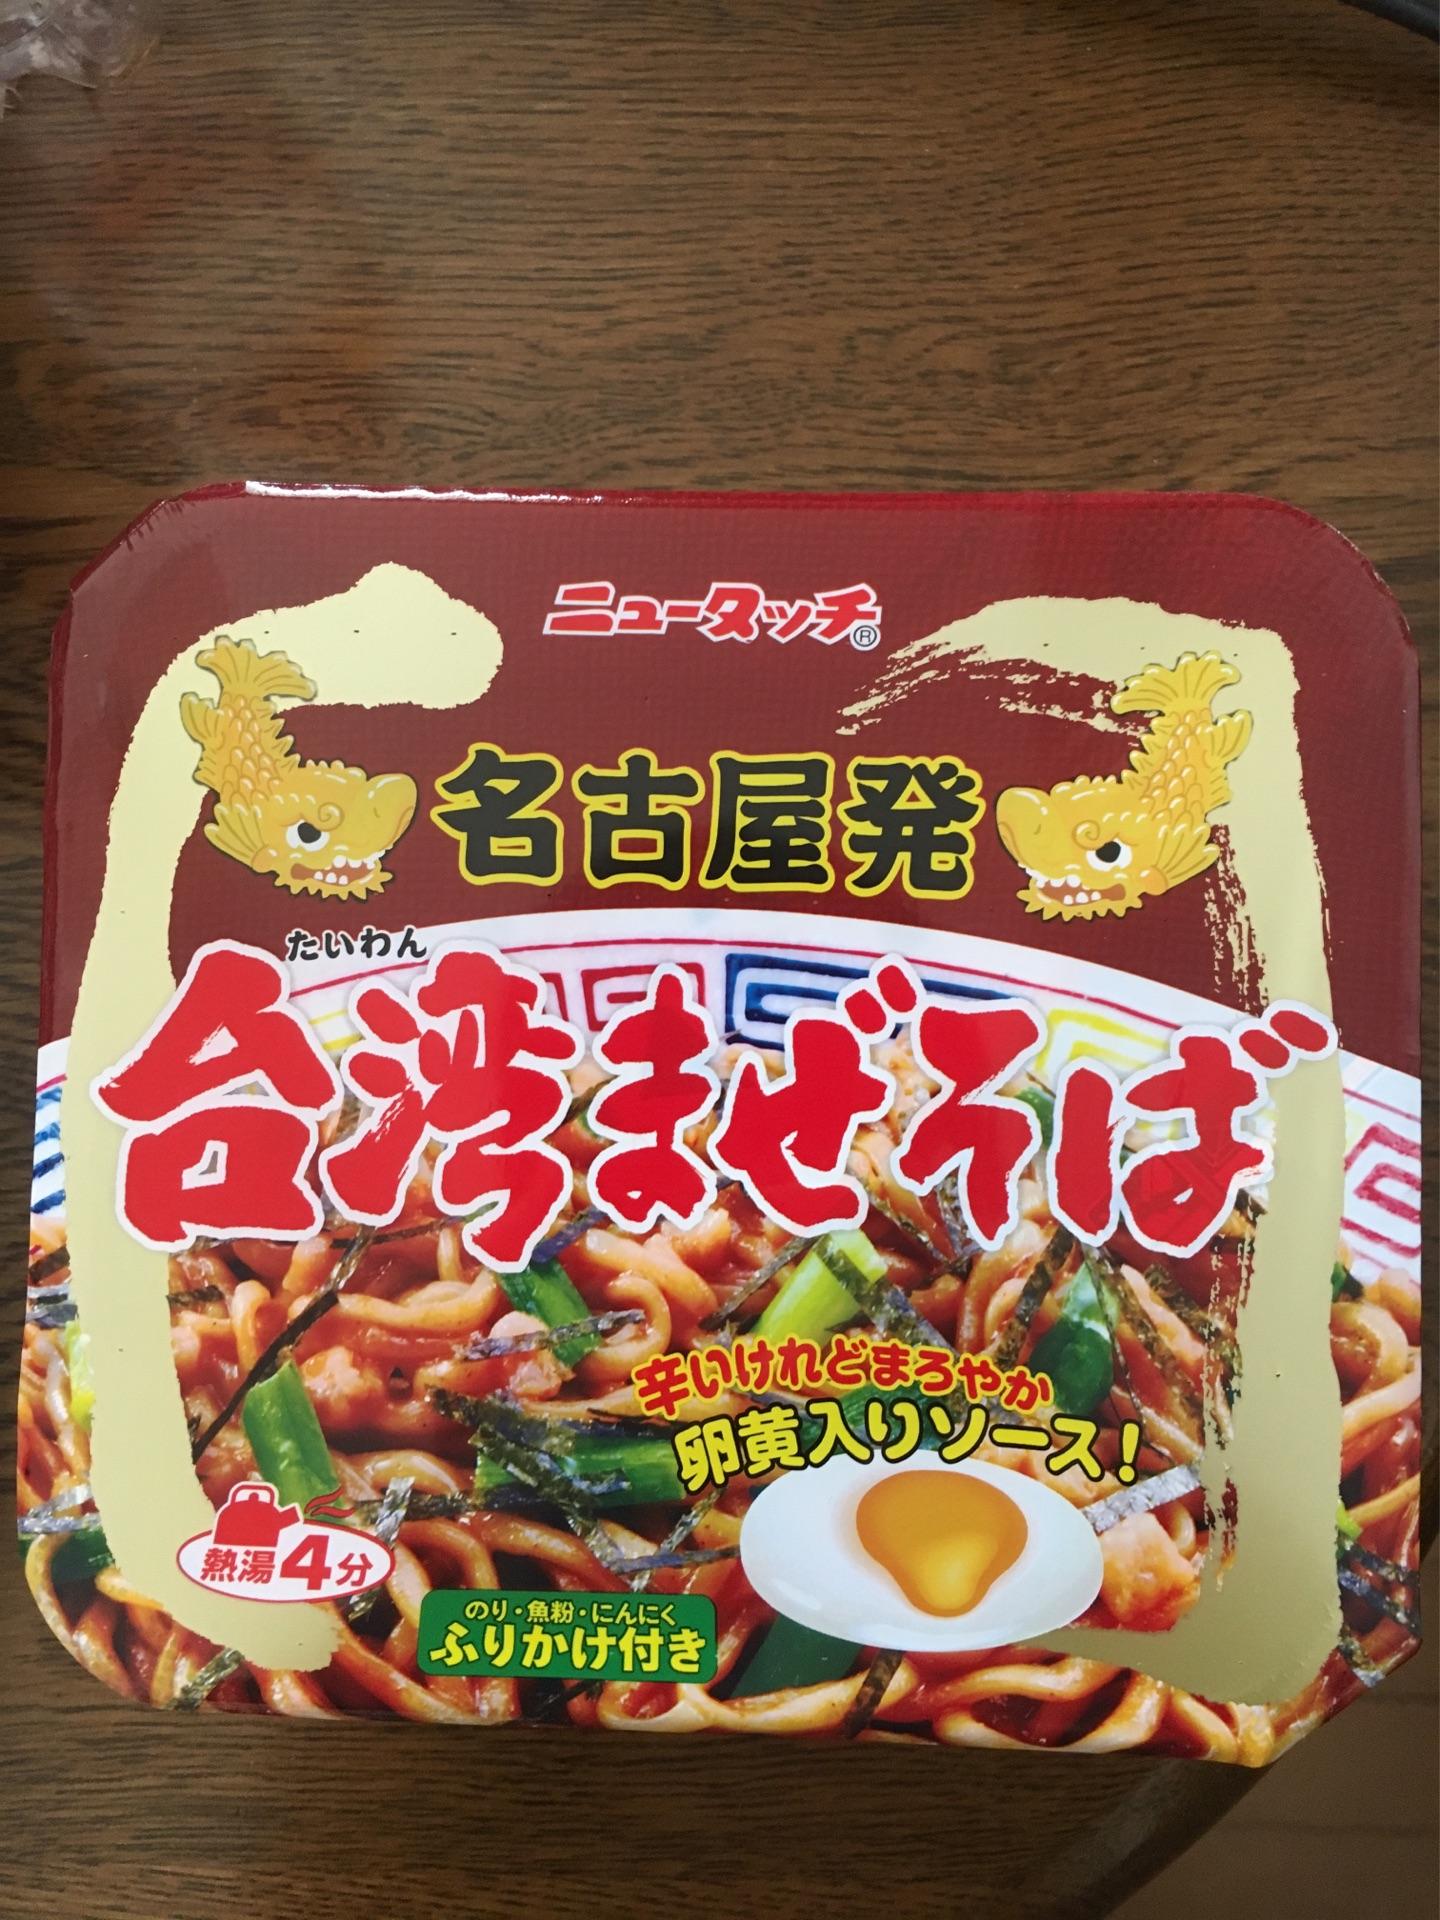 ニュータッチ®
名古屋発
たいわん
台湾まぜそば
辛いけれどまろやか
卵黄入りソース!
熱湯4分
のり・魚粉・にんにく
ふりかけ付き